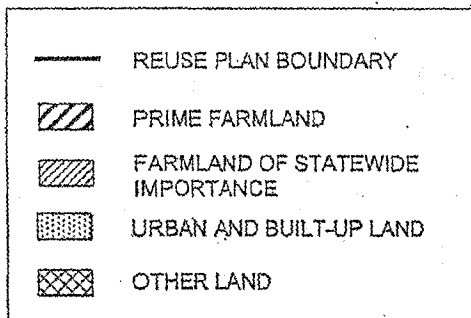 REUSE PLAN BOUNDARY
PRIME FARMLAND
FARMLAND OF STATEWIDE
IMPORTANCE
URBAN AND BUILT-UP LAND
OTHER LAND